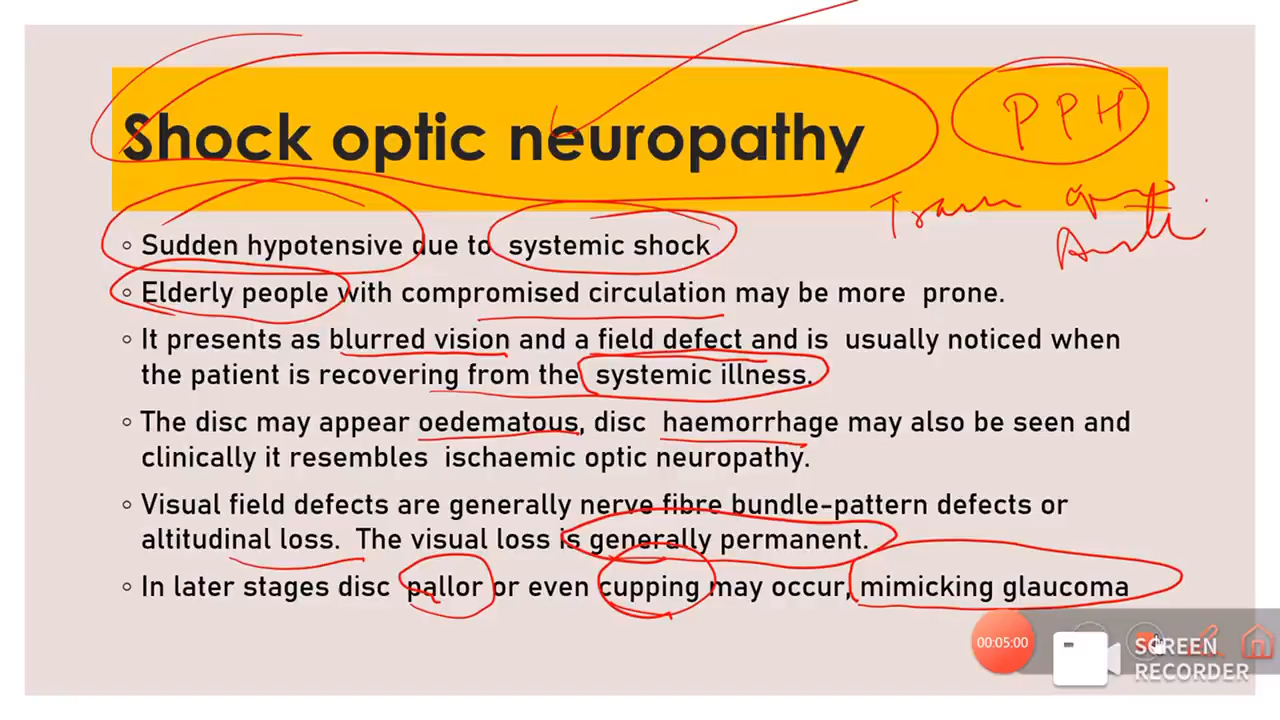 Shock optic neuropathy
PPH
◦ Sudden hypotensive due to systemic shock
◦ Elderly people with compromised circulation may be more prone.
◦ It presents as blurred vision and a field defect and is usually noticed when
the patient is recovering from the systemic illness.
◦ The disc may appear oedematous, disc haemorrhage may also be seen and
clinically it resembles ischaemic optic neuropathy.
◦ Visual field defects are generally nerve fibre bundle-pattern defects or
altitudinal loss. The visual loss is generally permanent.
◦ In later stages disc pallor or even cupping may occur, mimicking glaucoma
00:05:00
SCREEN
RECORDER